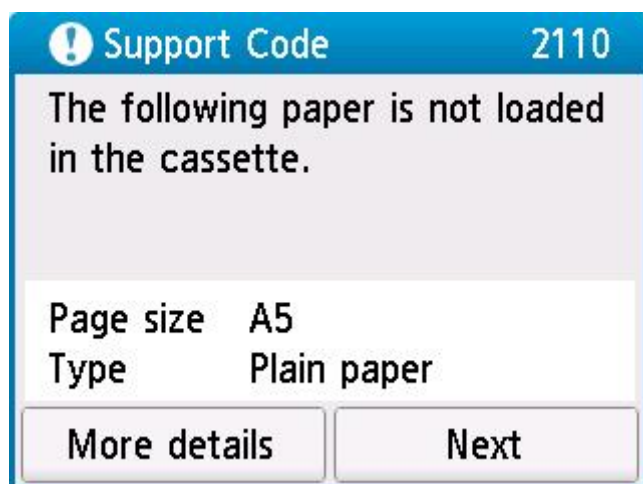 Support Code 2110
The following paper is not loaded
in the cassette.
Page size A5
Type Plain paper
More details Next